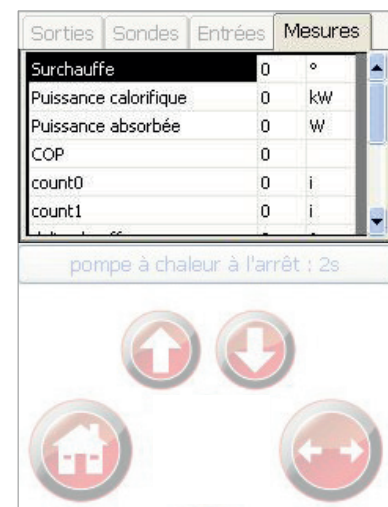 Sorties Sondes Entrées Mesures
Surchauffe 0 °
Puissance calorifique 0 kW
Puissance absorbée 0 W
COP 0
count0 0 i
count1 0 i
pompe à chaleur à l'arrêt : 2s